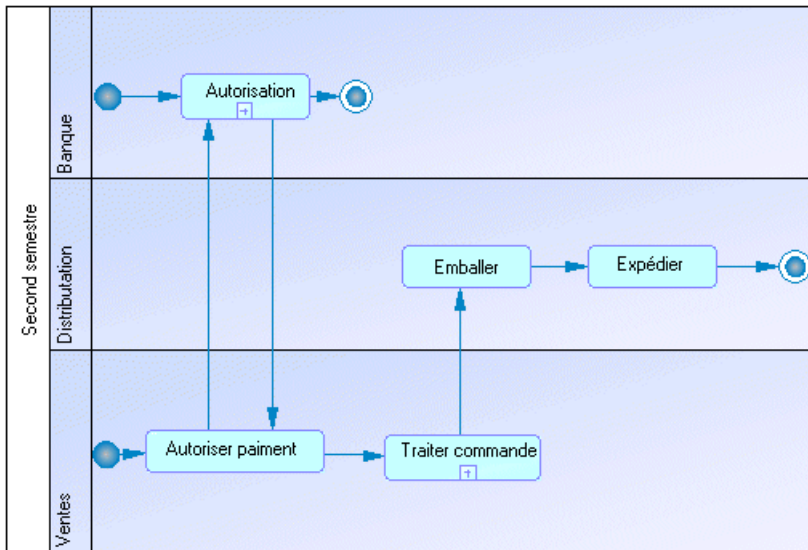 Second semestre
Banque
Autorisation
Distributation
Emballer
Expédier
Ventes
Autoriser paiment
Traiter commande